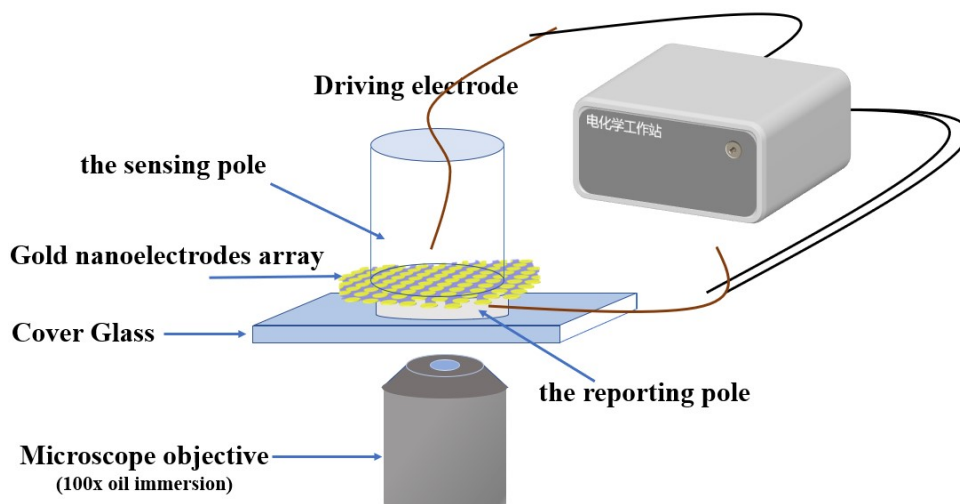 Driving electrode
电化学工作站
the sensing pole
Gold nanoelectrodes array
Cover Glass
the reporting pole
Microscope objective
(100x oil immersion)